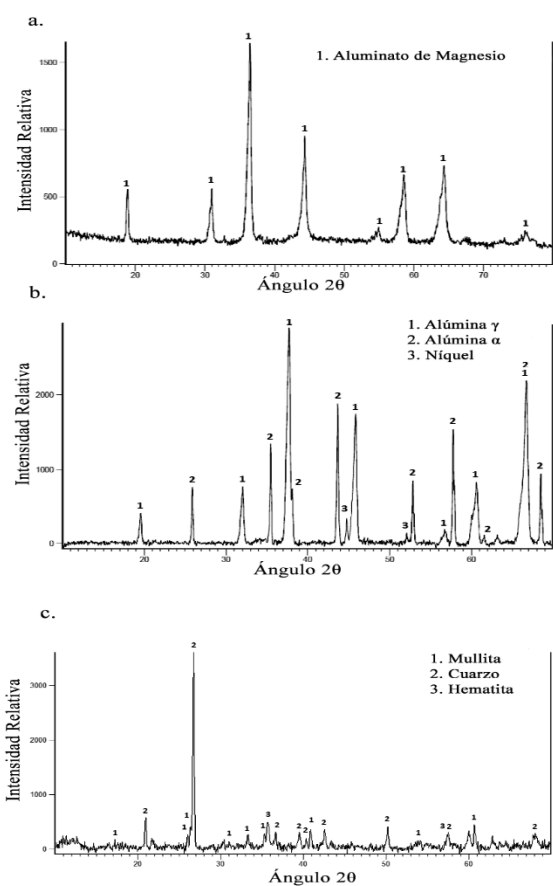 a.
1. Aluminato de Magnesio
Intensidad Relativa
1500
1000
500
0
1 1 1 1 1 1 1 1
20 30 40 50 60 70
Ángulo 2θ
b.
1. Alúmina γ
2. Alúmina α
3. Níquel
Intensidad Relativa
2000
1000
0
1 2 1 2 1 2 2 3 1 3 2 1 2 1 2 2 1 2
20 30 40 50 60
Ángulo 2θ
c.
1. Mullita
2. Cuarzo
3. Hematita
Intensidad Relativa
3000
2000
1000
0
1 2 1 1 2 1 1 1 3 2 2 2 1 2 2 1 3 2 1 2
20 30 40 50 60
Ángulo 2θ